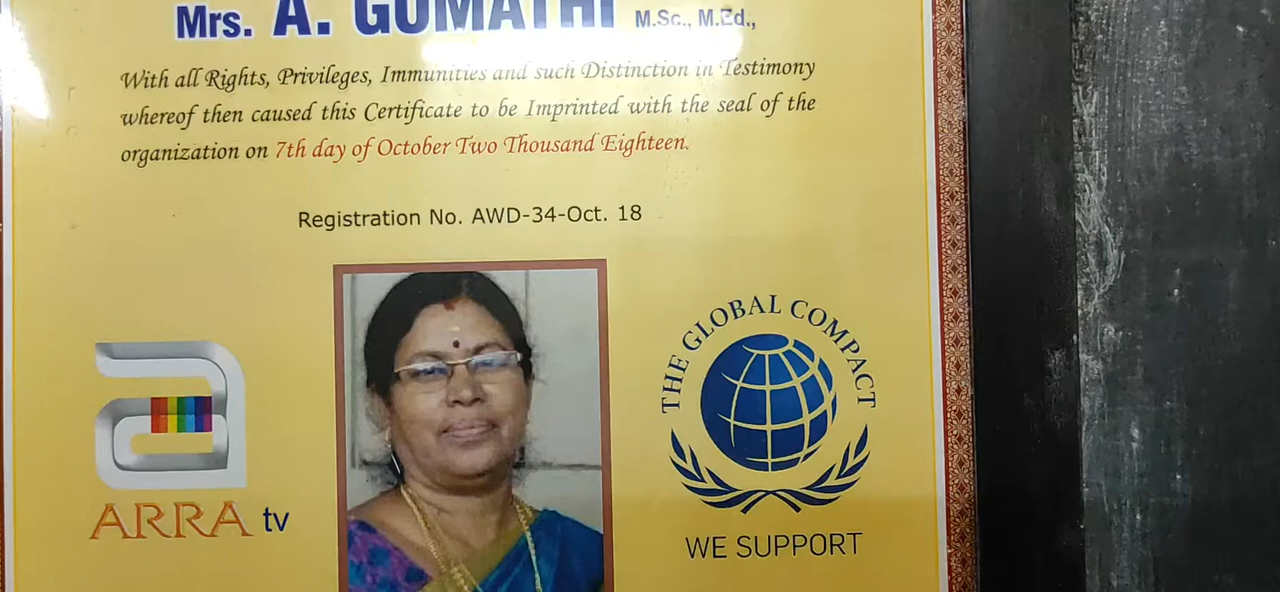 Mrs. A. GOMATHI M.Sc., M.Ed.,
With all Rights, Privileges, Immunities and such Distinction in Testimony
whereof then caused this Certificate to be Imprinted with the seal of the
organization on 7th day of October Two Thousand Eighteen.
Registration No. AWD-34-Oct. 18
THE GLOBAL COMPACT
a
ARRA tv
WE SUPPORT